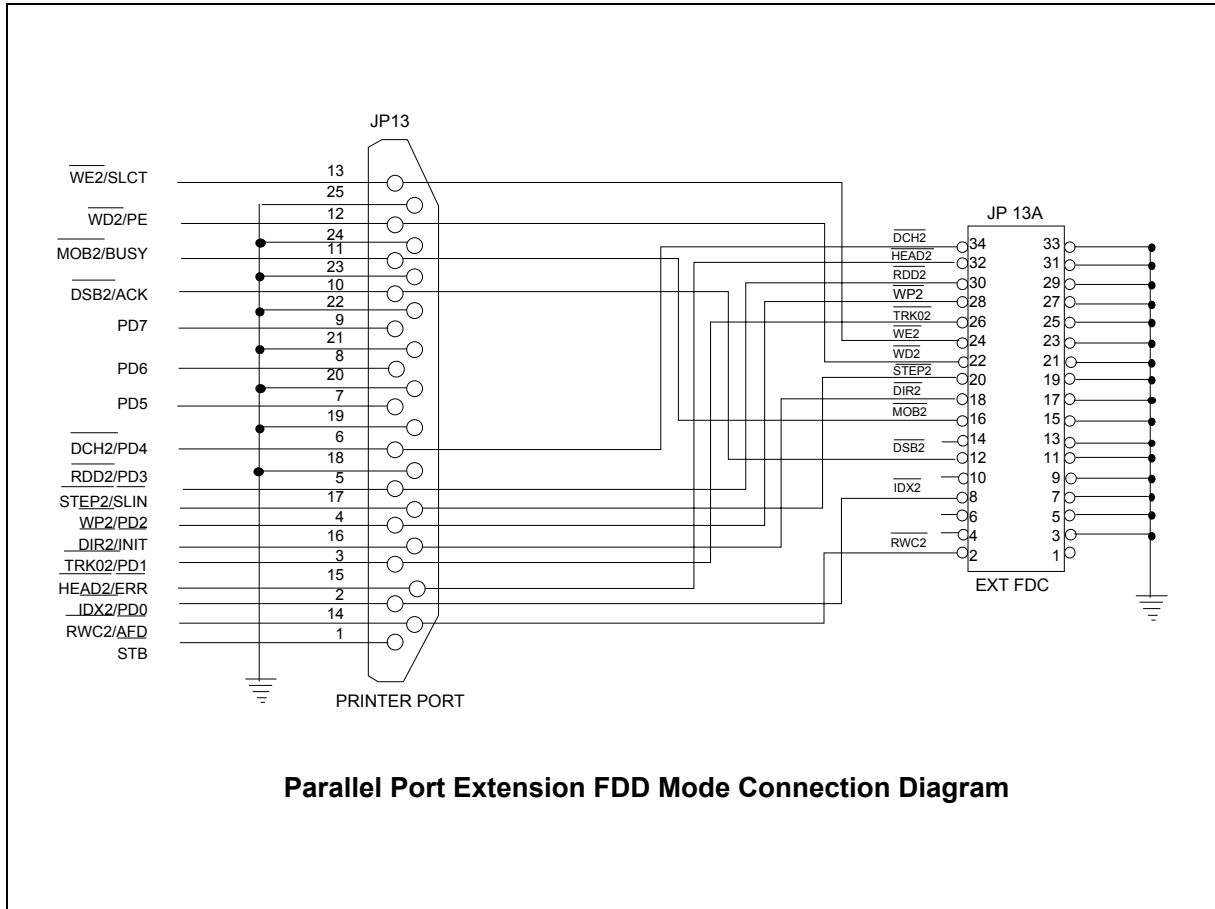 JP13
WE2/SLCT
WD2/PE
MOB2/BUSY
DSB2/ACK
PD7
PD6
PD5
DCH2/PD4
RDD2/PD3
STEP2/SLIN
WP2/PD2
DIR2/INIT
TRK02/PD1
HEAD2/ERR
IDX2/PD0
RWC2/AFD
STB
13
25
12
24
11
23
10
22
9
21
8
20
7
19
6
18
5
17
4
16
3
15
2
14
1
PRINTER PORT
JP 13A
DCH2
HEAD2
RDD2
WP2
TRK02
WE2
WD2
STEP2
DIR2
MOB2
DSB2
IDX2
RWC2
34 33
32 31
30 29
28 27
26 25
24 23
22 21
20 19
18 17
16 15
14 13
12 11
10 9
8 7
6 5
4 3
2 1
EXT FDC
Parallel Port Extension FDD Mode Connection Diagram